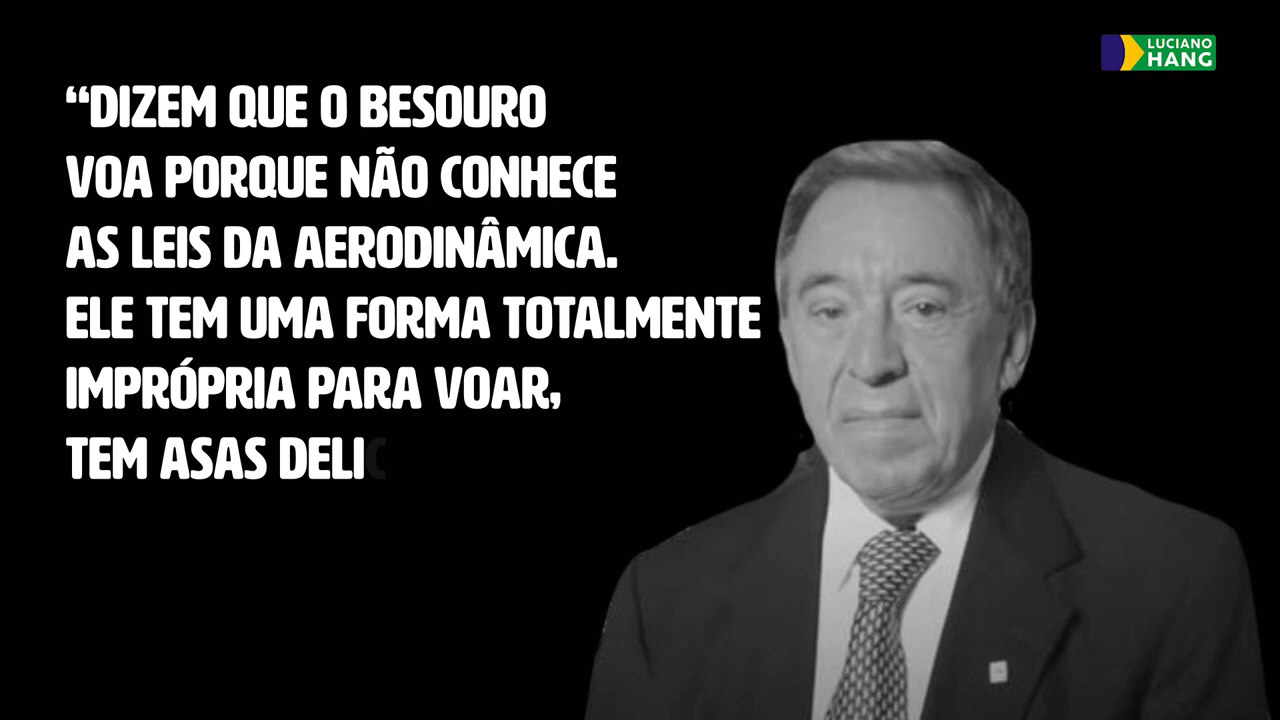 LUCIANO
HANG
“DIZEM QUE O BESOURO
VOA PORQUE NÃO CONHECE
AS LEIS DA AERODINÂMICA.
ELE TEM UMA FORMA TOTALMENTE
IMPRÓPRIA PARA VOAR,
TEM ASAS DELIC